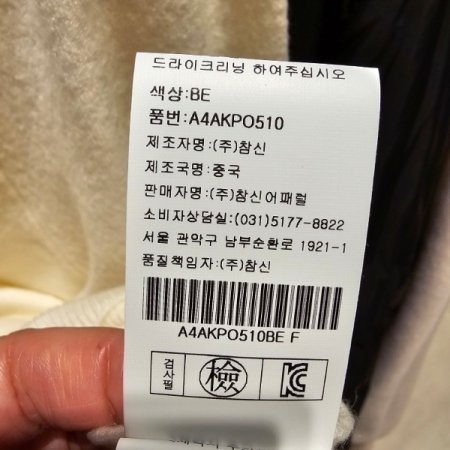 드라이크리닝 하여주십시오
색상:BE
품번:A4AKPO510
제조자명:(주)참신
제조국명:중국
판매자명:(주)참신어패럴
소비자상담실:(031)5177-8822
서울 관악구 남부순환로 1921-1
품질책임자:(주)참신
A4AKPO510BE F
검사필
檢